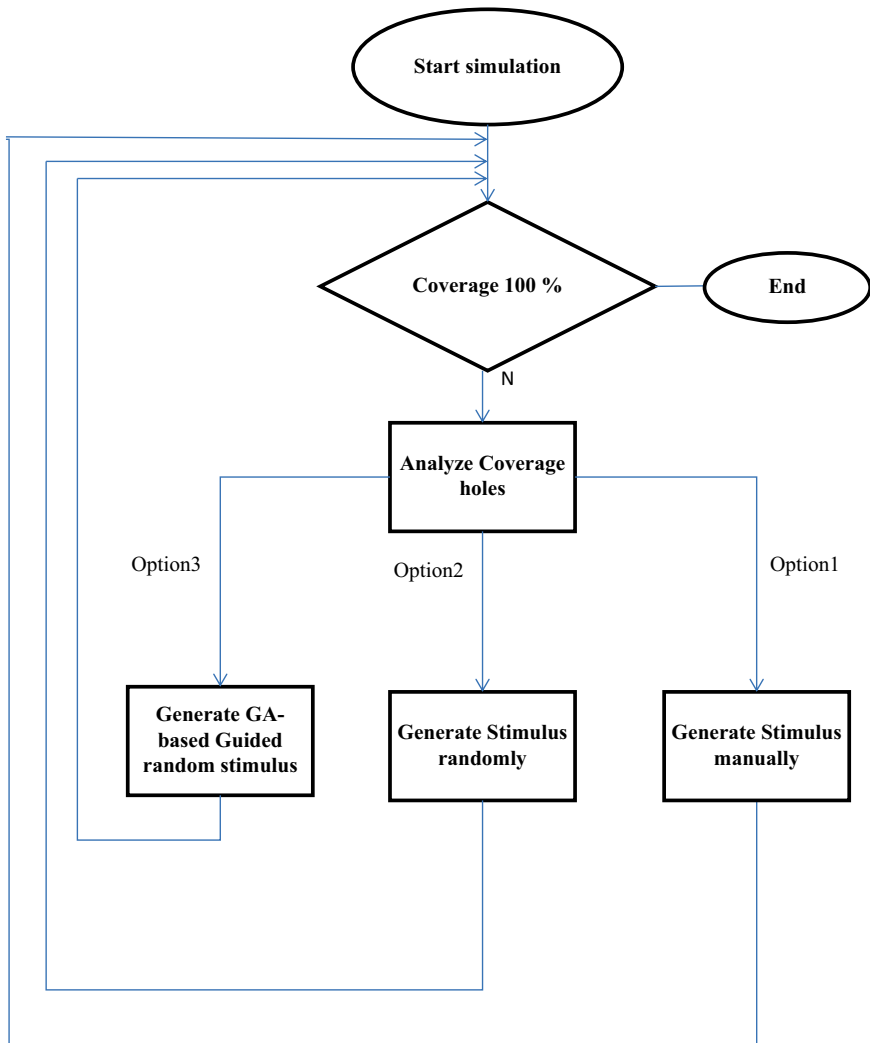 Start simulation
Coverage 100 %
End
N
Analyze Coverage
holes
Option3
Option2
Option1
Generate GA-
based Guided
random stimulus
Generate Stimulus
randomly
Generate Stimulus
manually